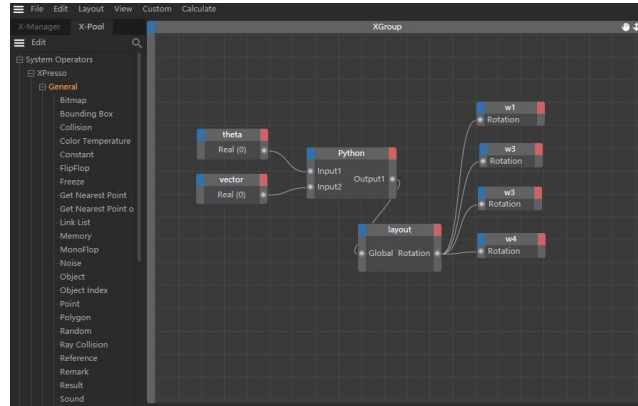 File Edit Layout View Custom Calculate
X-Manager X-Pool
XGroup
Edit
System Operators
XPresso
General
Bitmap
Bounding Box
Collision
Color Temperature
Constant
FlipFlop
Freeze
Get Nearest Point
Get Nearest Point o
Link List
Memory
MonoFlop
Noise
Object
Object Index
Point
Polygon
Random
Ray Collision
Reference
Remark
Result
Sound
theta
Real (0)
vector
Real (0)
Python
Input1
Input2
Output1
layout
Global Rotation
w1
Rotation
w3
Rotation
w3
Rotation
w4
Rotation